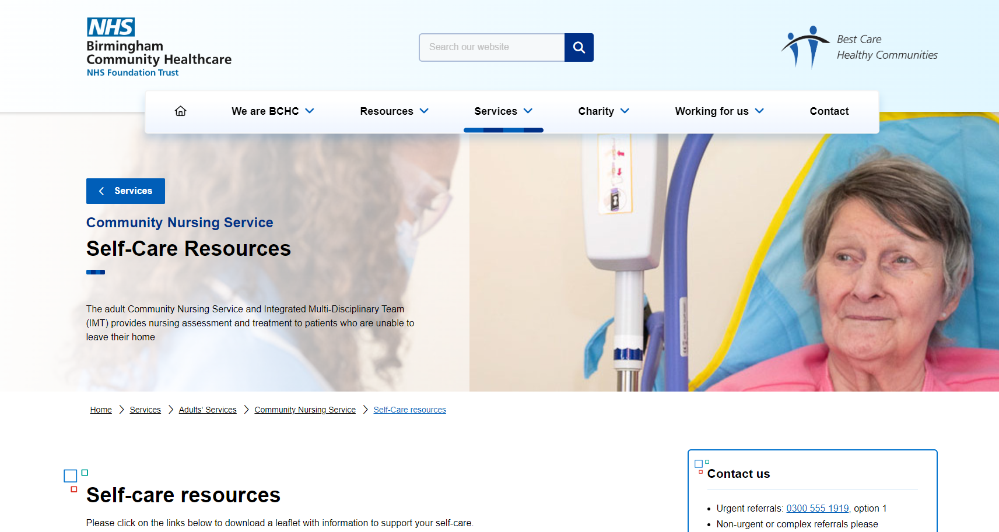 NHS
Birmingham
Community Healthcare
NHS Foundation Trust
Search our website
Best Care
Healthy Communities
We are BCHC
Resources
Services
Charity
Working for us
Contact
Services
Community Nursing Service
Self-Care Resources
The adult Community Nursing Service and Integrated Multi-Disciplinary Team
(IMT) provides nursing assessment and treatment to patients who are unable to
leave their home
Home
Services
Adults' Services
Community Nursing Service
Self-Care resources
Self-care resources
Please click on the links below to download a leaflet with information to support your self-care.
Contact us
Urgent referrals: 0300 555 1919, option 1
Non-urgent or complex referrals please